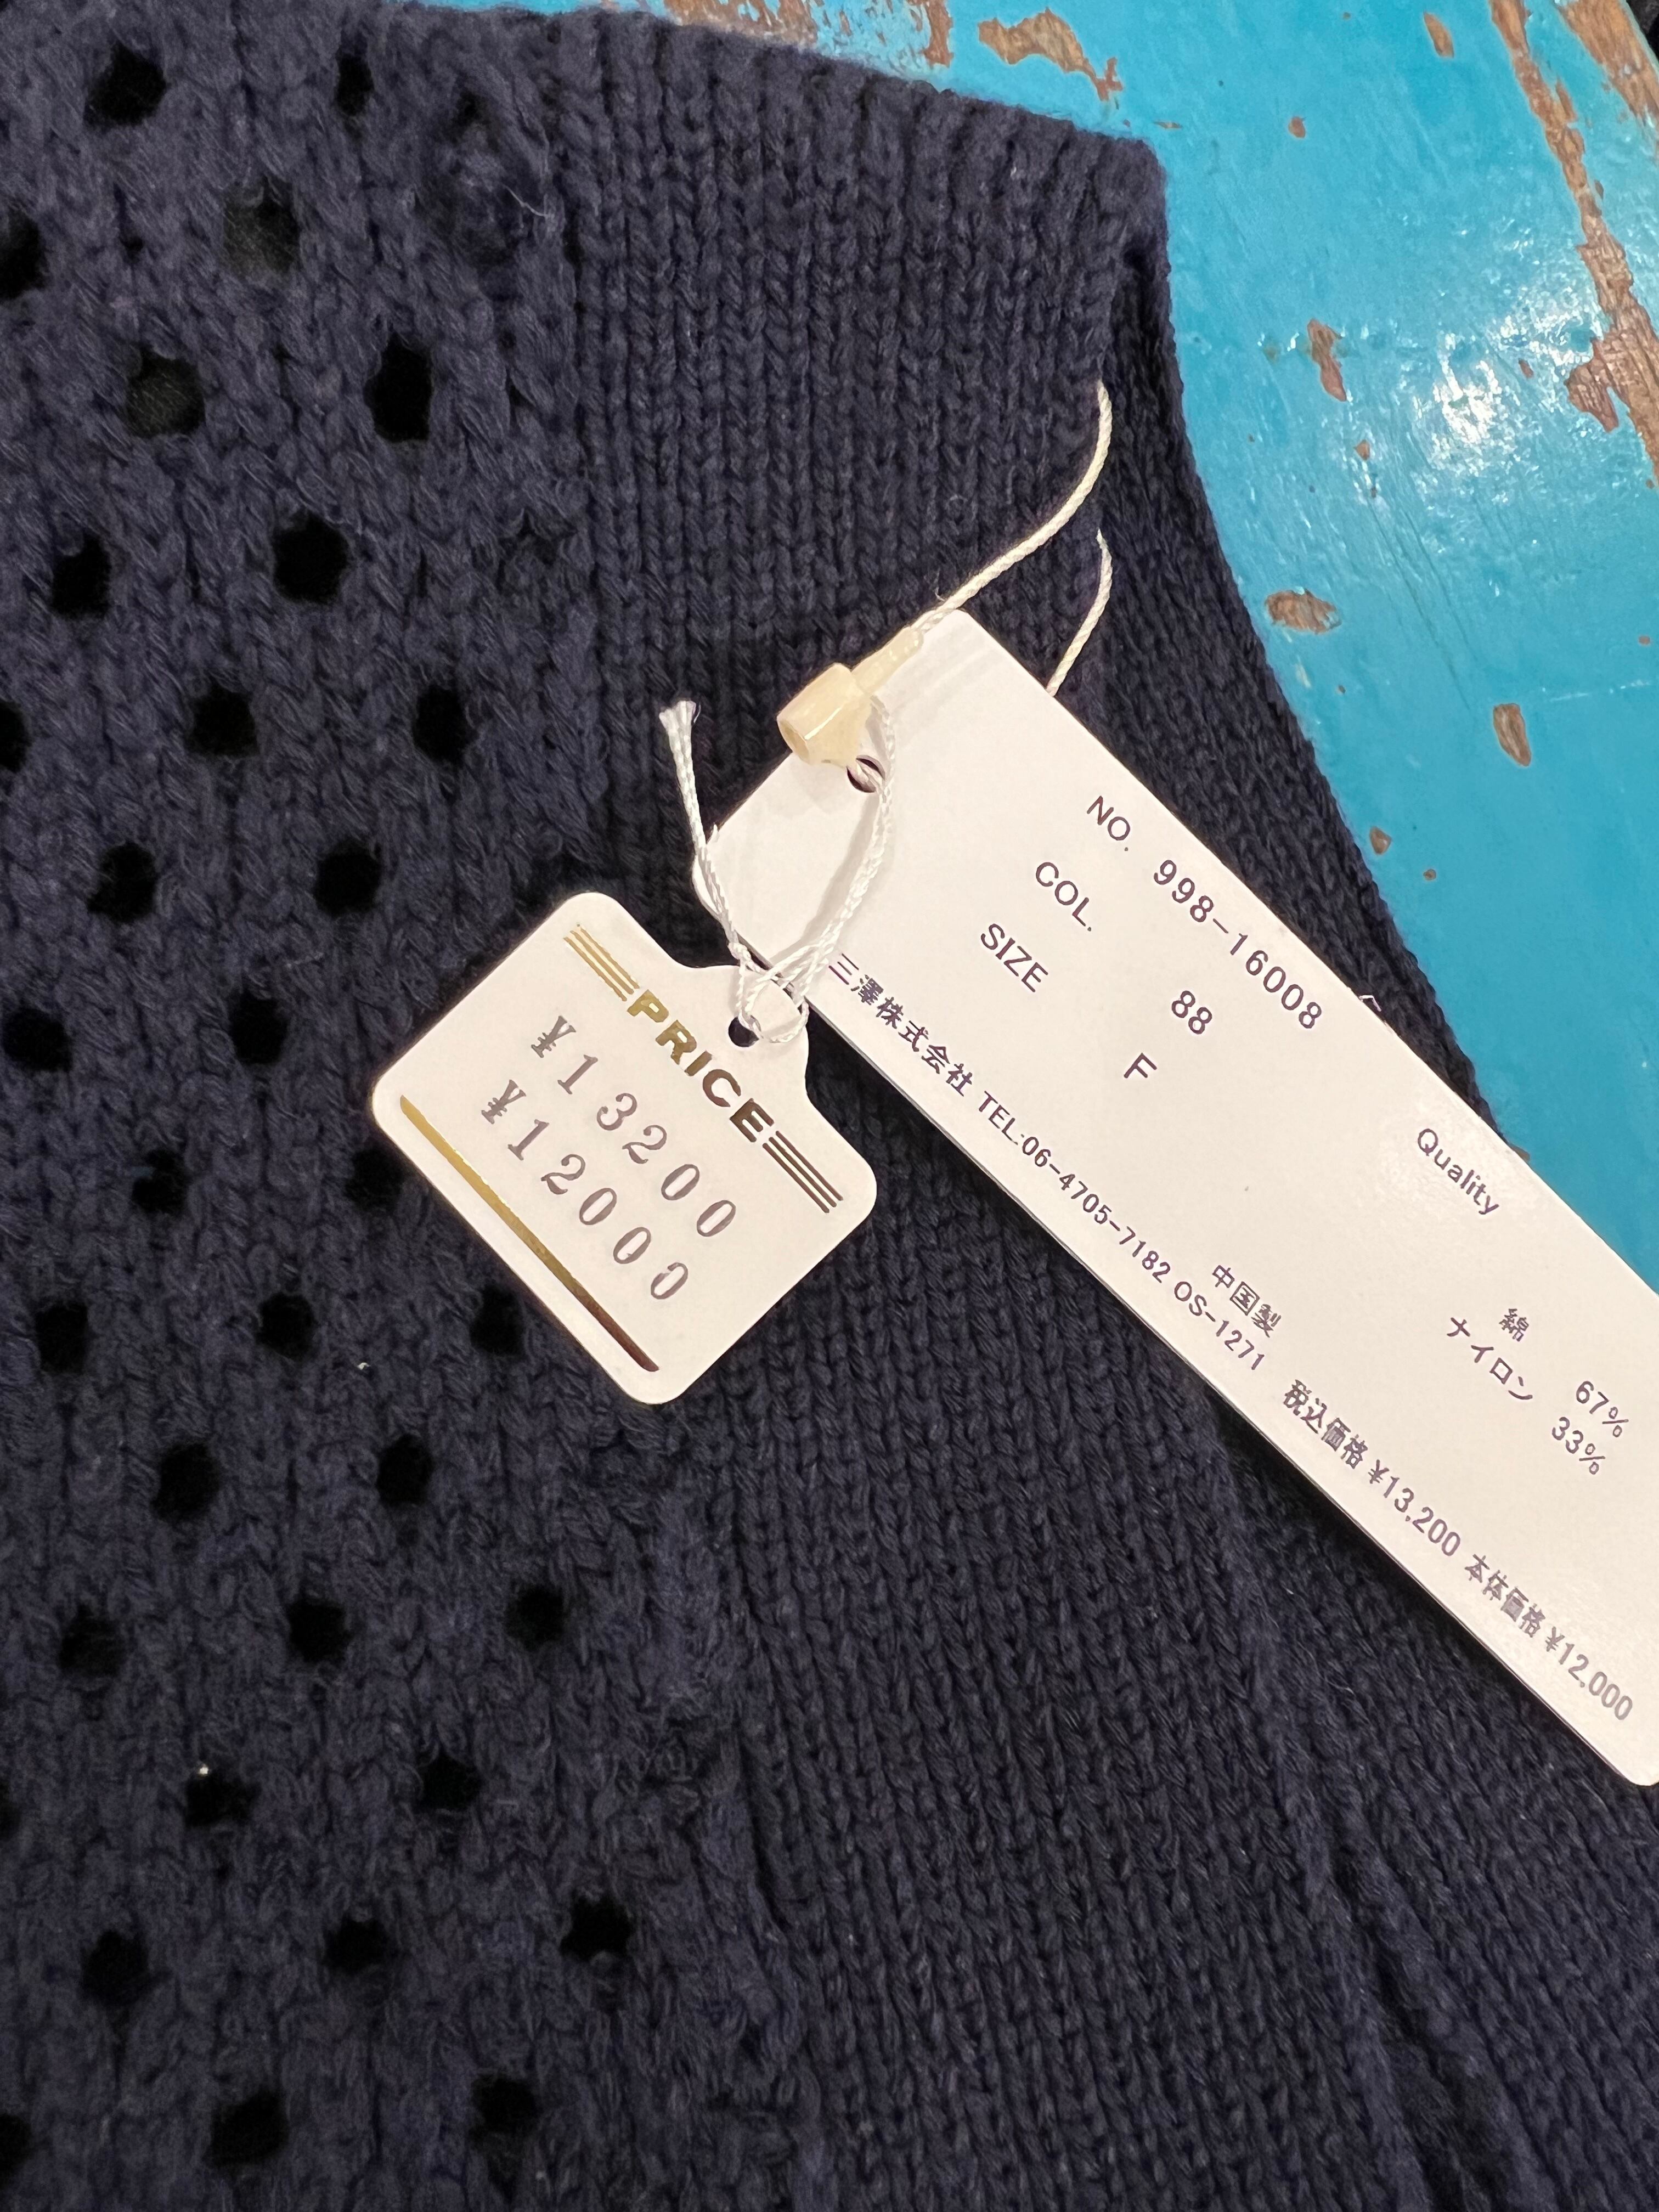 NO. 998-16008
COL. 88
SIZE F
Quality
綿 67%
ナイロン 33%
中国製
三澤株式会社 TEL:06-4705-7182 OS-1271 税込価格 ¥13,200 本体価格 ¥12,000
PRICE
¥13200
¥12000